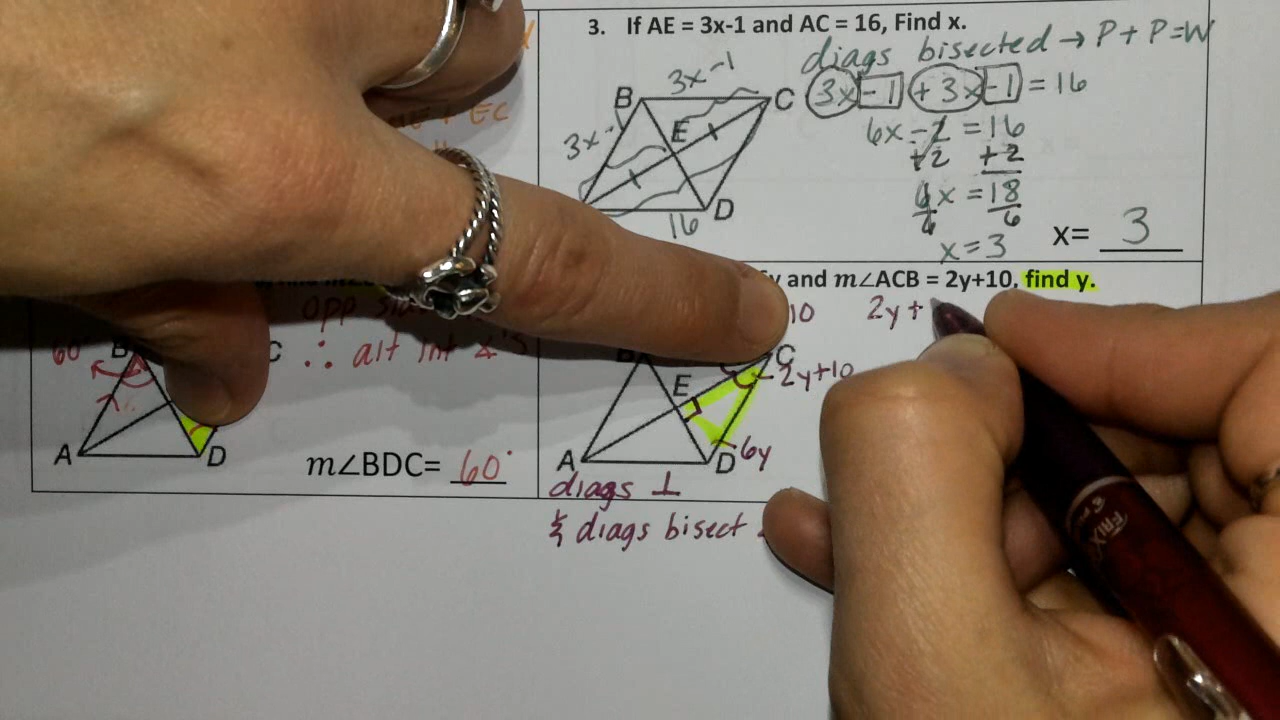 3. If AE = 3x-1 and AC = 16, Find x.
diags bisected → P + P = W
3x-1
3x -1 + 3x -1 = 16
B
C
E
3x-
6x - 2 = 16
+2 +2
6x = 18
6 6
D
16
x = 3
x= 3
y and m∠ACB = 2y+10, find y.
opp
10
2y +
60
B
C
∴ alt int ∠'s
C
2y+10
E
A
D
m∠BDC= 60°
A
D
6y
diags ⊥
& diags bisect
EC
FRIX